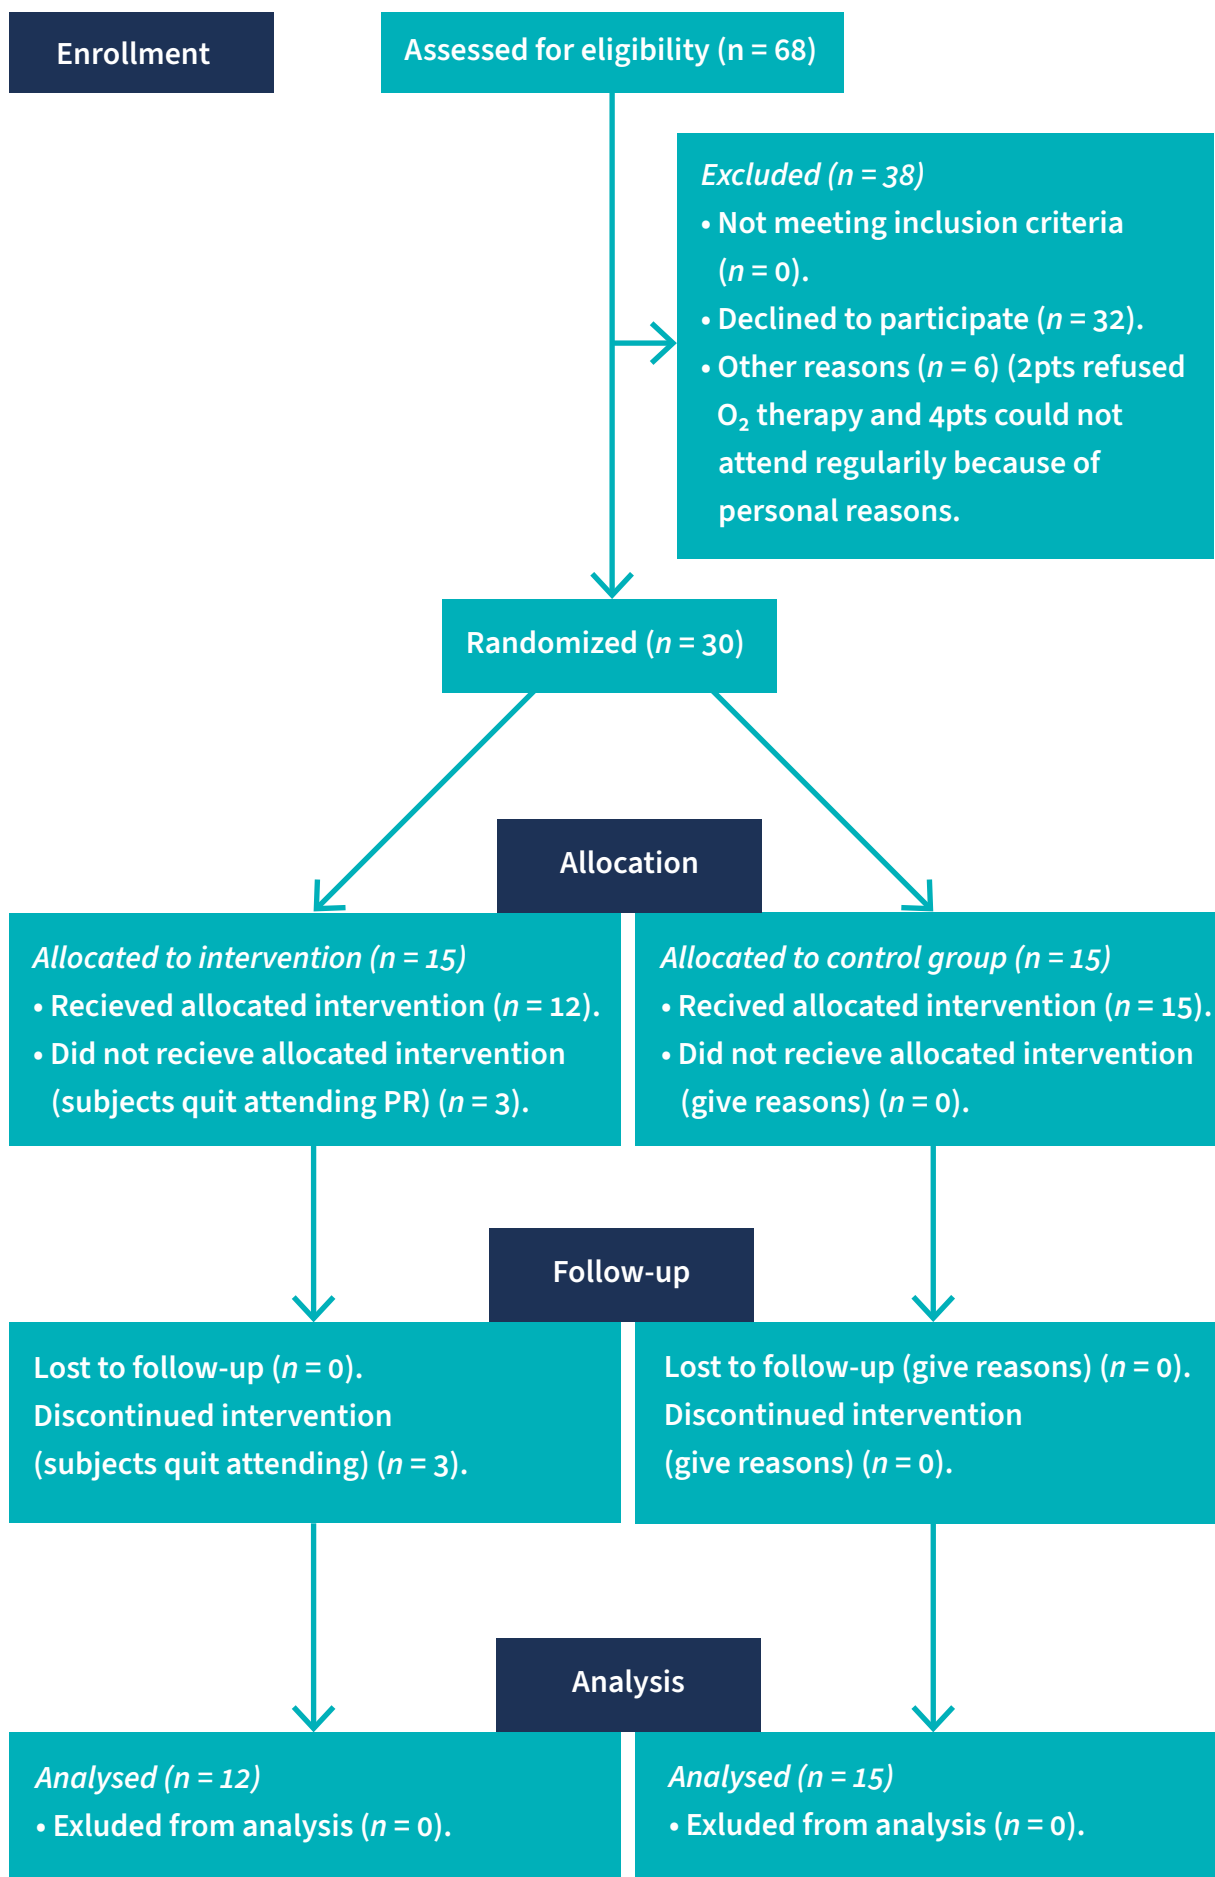 Enrollment
Assessed for eligibility (n = 68)
Excluded (n = 38)
• Not meeting inclusion criteria
(n = 0).
• Declined to participate (n = 32).
• Other reasons (n = 6) (2pts refused
O₂ therapy and 4pts could not
attend regularily because of
personal reasons.
Randomized (n = 30)
Allocation
Allocated to intervention (n = 15)
• Recieved allocated intervention (n = 12).
• Did not recieve allocated intervention
(subjects quit attending PR) (n = 3).
Allocated to control group (n = 15)
• Recived allocated intervention (n = 15).
• Did not recieve allocated intervention
(give reasons) (n = 0).
Follow-up
Lost to follow-up (n = 0).
Discontinued intervention
(subjects quit attending) (n = 3).
Lost to follow-up (give reasons) (n = 0).
Discontinued intervention
(give reasons) (n = 0).
Analysis
Analysed (n = 12)
• Exluded from analysis (n = 0).
Analysed (n = 15)
• Exluded from analysis (n = 0).